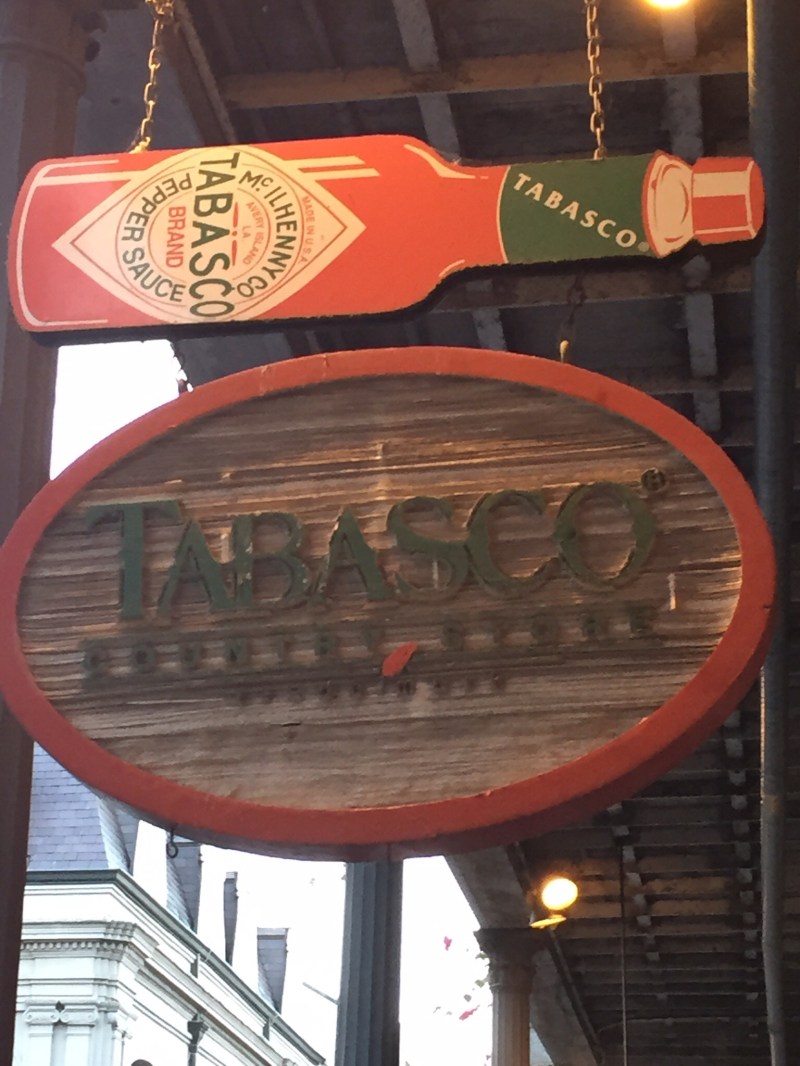 McILHENNY CO
TABASCO
BRAND
PEPPER SAUCE
MADE IN U.S.A.
AVERY ISLAND
LA.
TABASCO®
TABASCO®
COUNTRY STORE